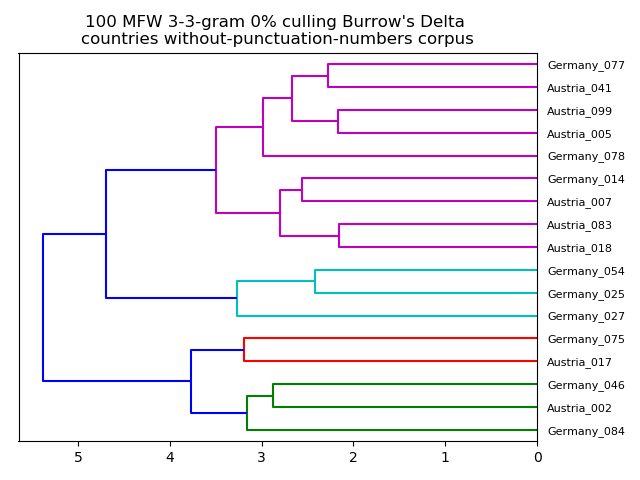 100 MFW 3-3-gram 0% culling Burrow's Delta
countries without-punctuation-numbers corpus
Germany_077
Austria_041
Austria_099
Austria_005
Germany_078
Germany_014
Austria_007
Austria_083
Austria_018
Germany_054
Germany_025
Germany_027
Germany_075
Austria_017
Germany_046
Austria_002
Germany_084
5 4 3 2 1 0